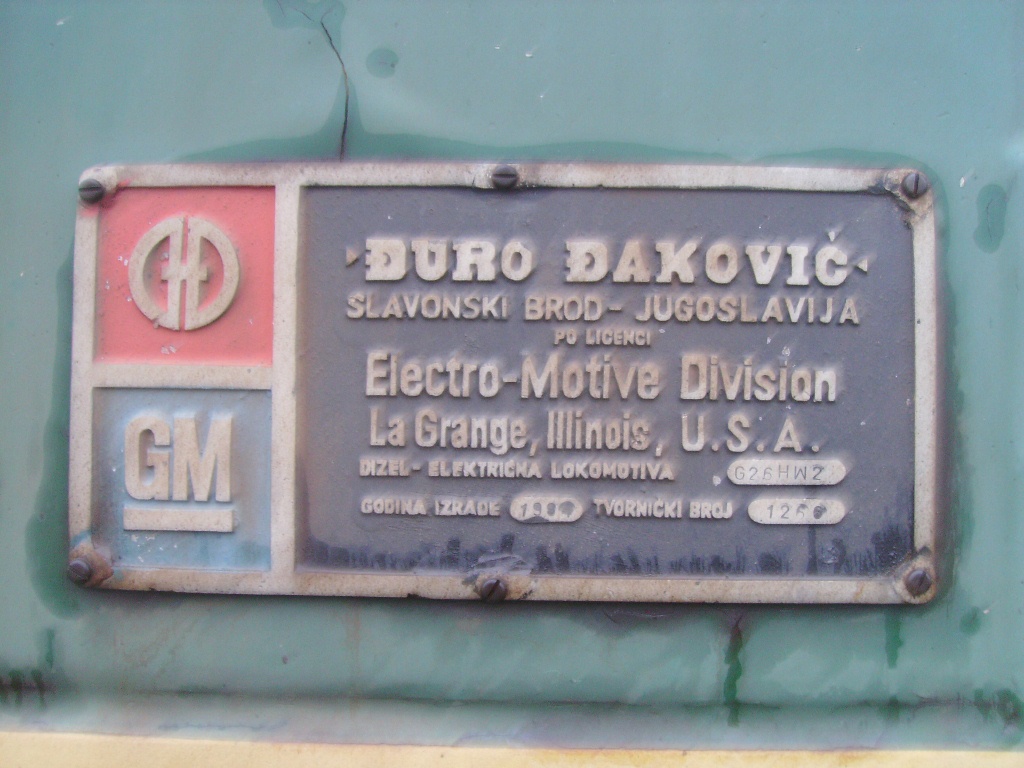 ĐURO ĐAKOVIĆ
SLAVONSKI BROD - JUGOSLAVIJA
PO LICENCI
Electro-Motive Division
La Grange, Illinois, U.S.A.
DIZEL - ELEKTRIČNA LOKOMOTIVA G26HW2
GODINA IZRADE TVORNIČKI BROJ
GM